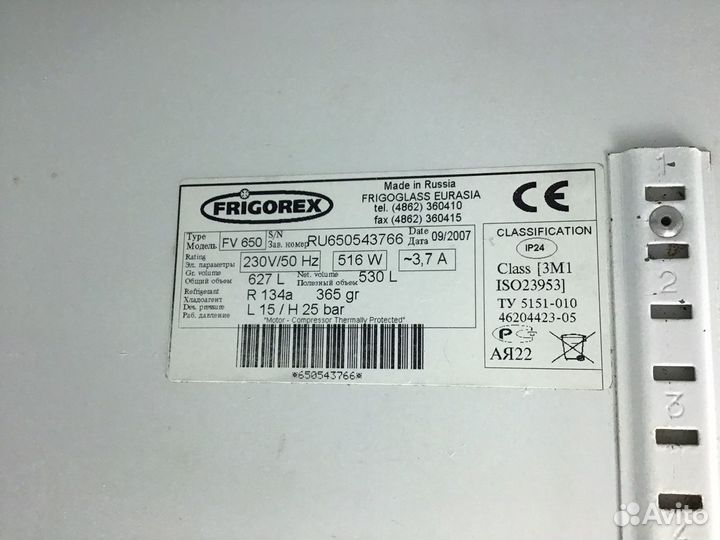 FRIGOREX
Made in Russia
FRIGOGLASS EURASIA
tel. (4862) 360410
fax (4862) 360415
CE
Type
Модель
FV 650
S/N
Зав. номер
RU650543766
Date
Дата
09/2007
Rating
Эл. параметры
230V/50 Hz
516 W
~3,7 A
Gr. volume
Общий объем
627 L
Net. volume
Полезный объем
530 L
Refrigerant
Хладоагент
R 134a
365 gr
Des. pressure
Раб. давление
L 15 / H 25 bar
"Motor - Compressor Thermally Protected"
*650543766*
CLASSIFICATION
IP24
Class [3M1
ISO23953]
ТУ 5151-010
46204423-05
АЯ22
1
2
3
Avito